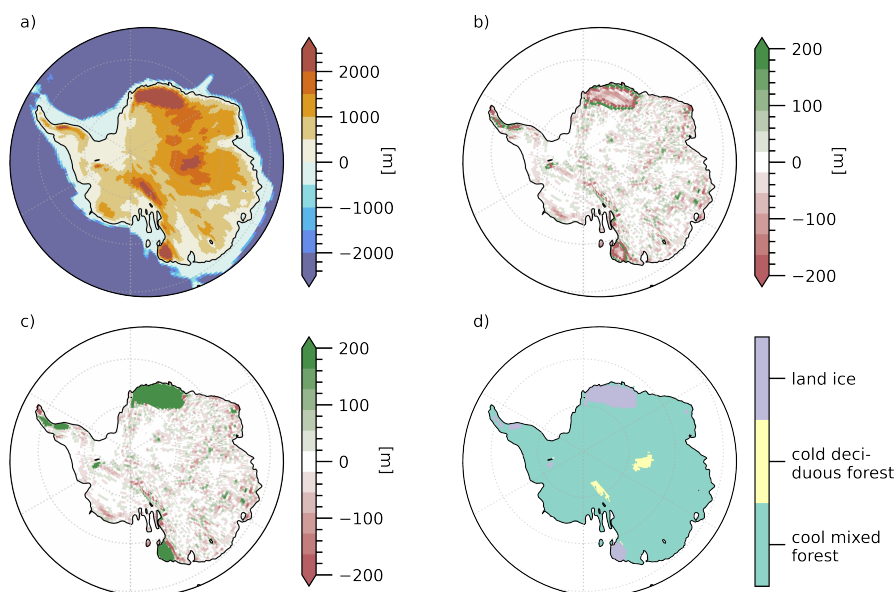 a)
2000
1000
0
−1000
−2000
[m]
b)
200
100
0
−100
−200
[m]
c)
200
100
0
−100
−200
[m]
d)
land ice
cold deci-
duous forest
cool mixed
forest